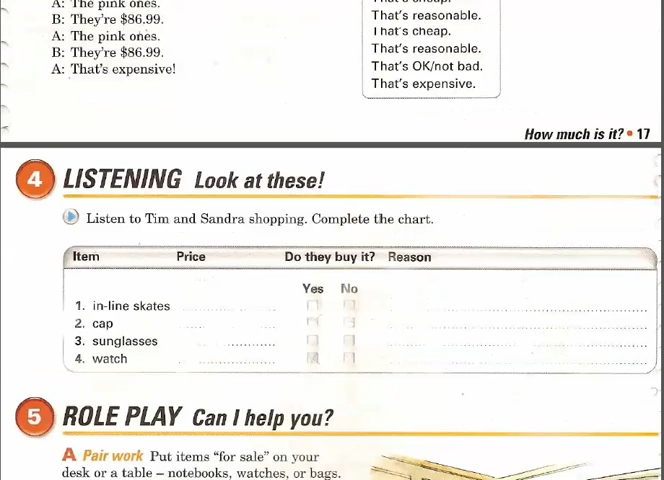 A: The pink ones.
B: They're $86.99.
A: The pink ones.
B: They're $86.99.
A: That's expensive!
That's cheap.
That's reasonable.
That's cheap.
That's reasonable.
That's OK/not bad.
That's expensive.
How much is it? • 17
4 LISTENING Look at these!
Listen to Tim and Sandra shopping. Complete the chart.
Item Price Do they buy it? Reason
Yes No
1. in-line skates
2. cap
3. sunglasses
4. watch
5 ROLE PLAY Can I help you?
A Pair work Put items "for sale" on your
desk or a table – notebooks, watches, or bags.